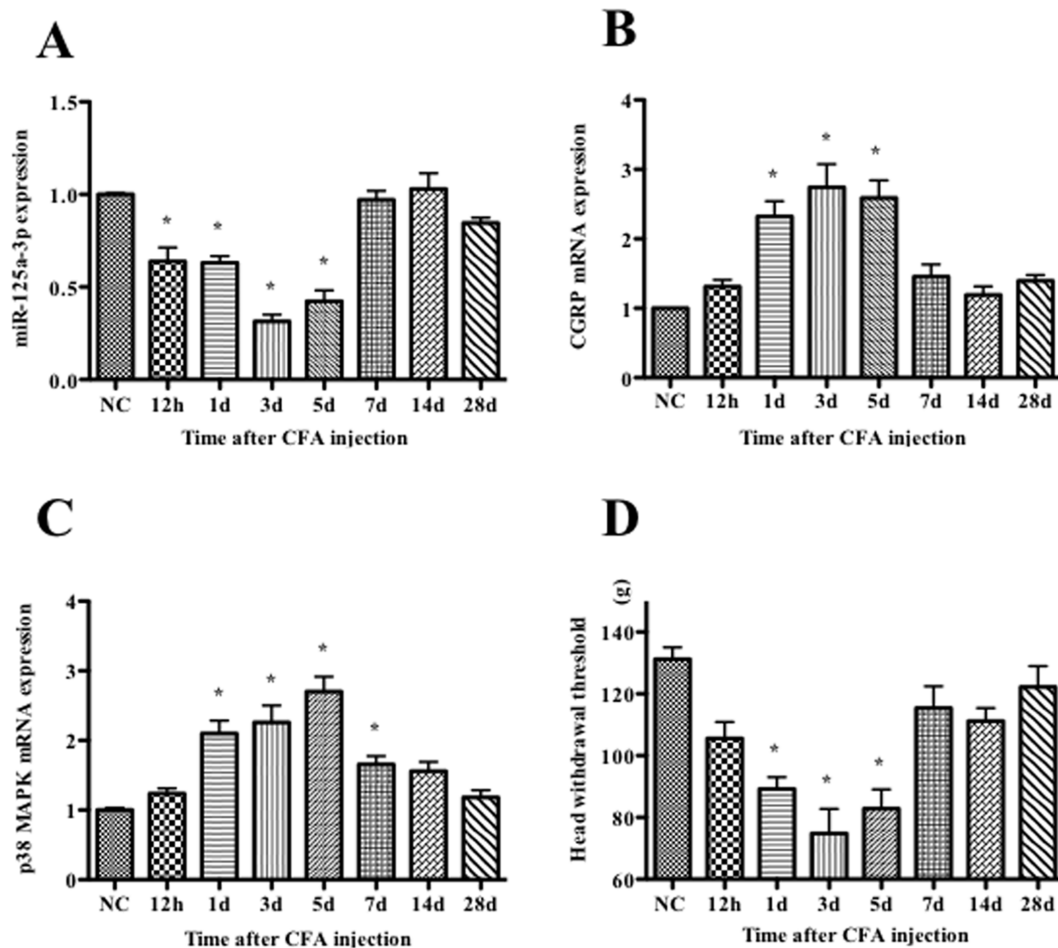 A
miR-125a-3p expression
1.5
1.0
0.5
0.0
* * * *
NC 12h 1d 3d 5d 7d 14d 28d
Time after CFA injection
B
CGRP mRNA expression
4
3
2
1
0
* * *
NC 12h 1d 3d 5d 7d 14d 28d
Time after CFA injection
C
p38 MAPK mRNA expression
4
3
2
1
0
* * * *
NC 12h 1d 3d 5d 7d 14d 28d
Time after CFA injection
D
Head withdrawal threshold (g)
140
120
100
80
60
* * *
NC 12h 1d 3d 5d 7d 14d 28d
Time after CFA injection